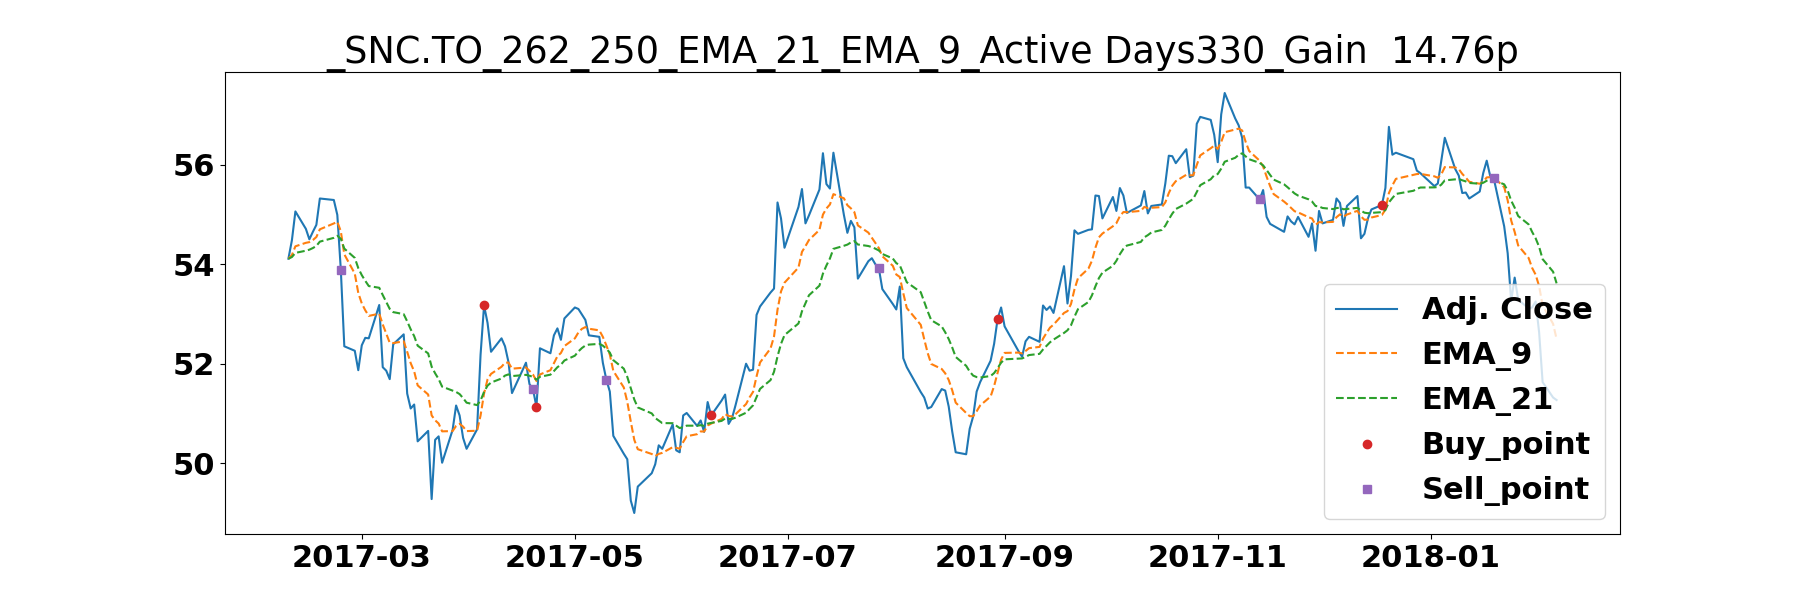 _SNC.TO_262_250_EMA_21_EMA_9_Active Days330_Gain  14.76p
56
54
52
50
Adj. Close
EMA_9
EMA_21
Buy_point
Sell_point
2017-03 2017-05 2017-07 2017-09 2017-11 2018-01